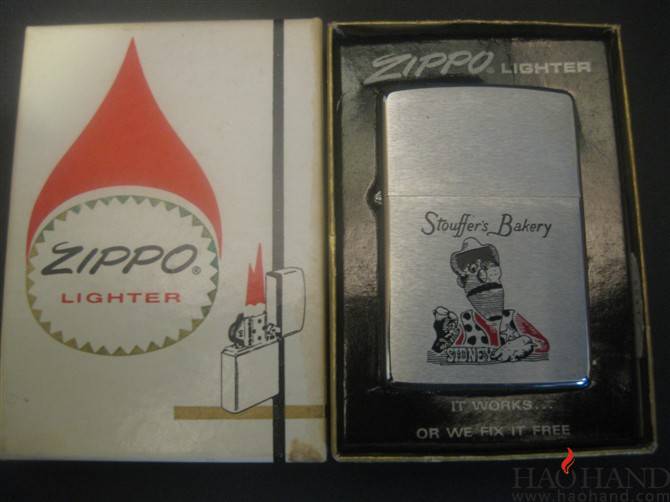 ZIPPO®
LIGHTER
ZIPPO® LIGHTER
Stouffer's Bakery
SIDNEY
IT WORKS...
OR WE FIX IT FREE
HAOHAND
www.haohand.com